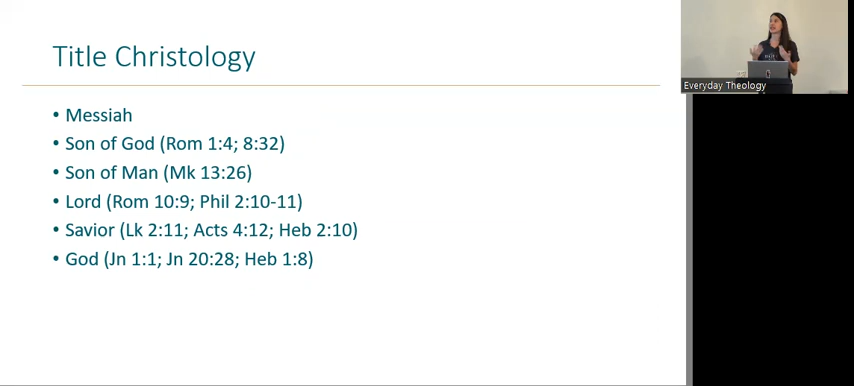 Title Christology
• Messiah
• Son of God (Rom 1:4; 8:32)
• Son of Man (Mk 13:26)
• Lord (Rom 10:9; Phil 2:10-11)
• Savior (Lk 2:11; Acts 4:12; Heb 2:10)
• God (Jn 1:1; Jn 20:28; Heb 1:8)
Everyday Theology